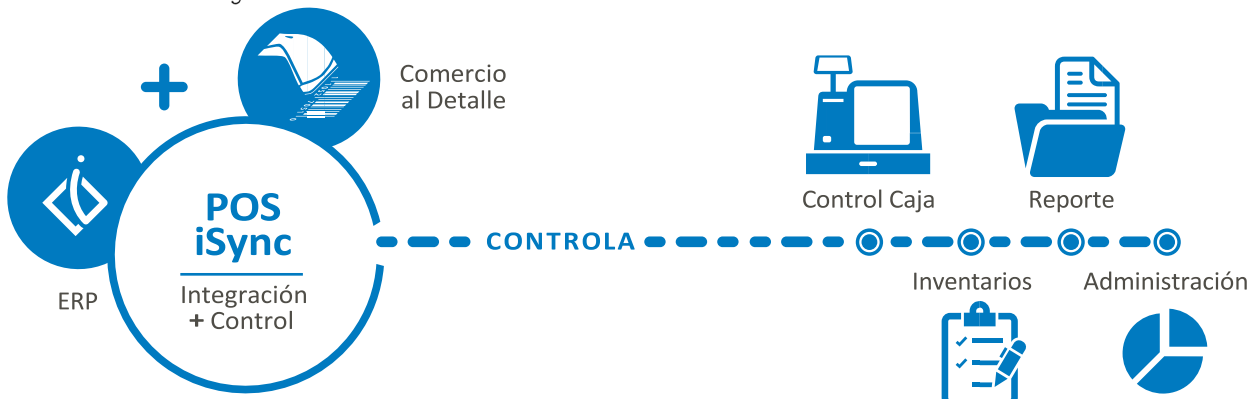 Comercio
al Detalle
POS
iSync
Integración
+ Control
ERP
CONTROLA
Control Caja
Reporte
Inventarios
Administración